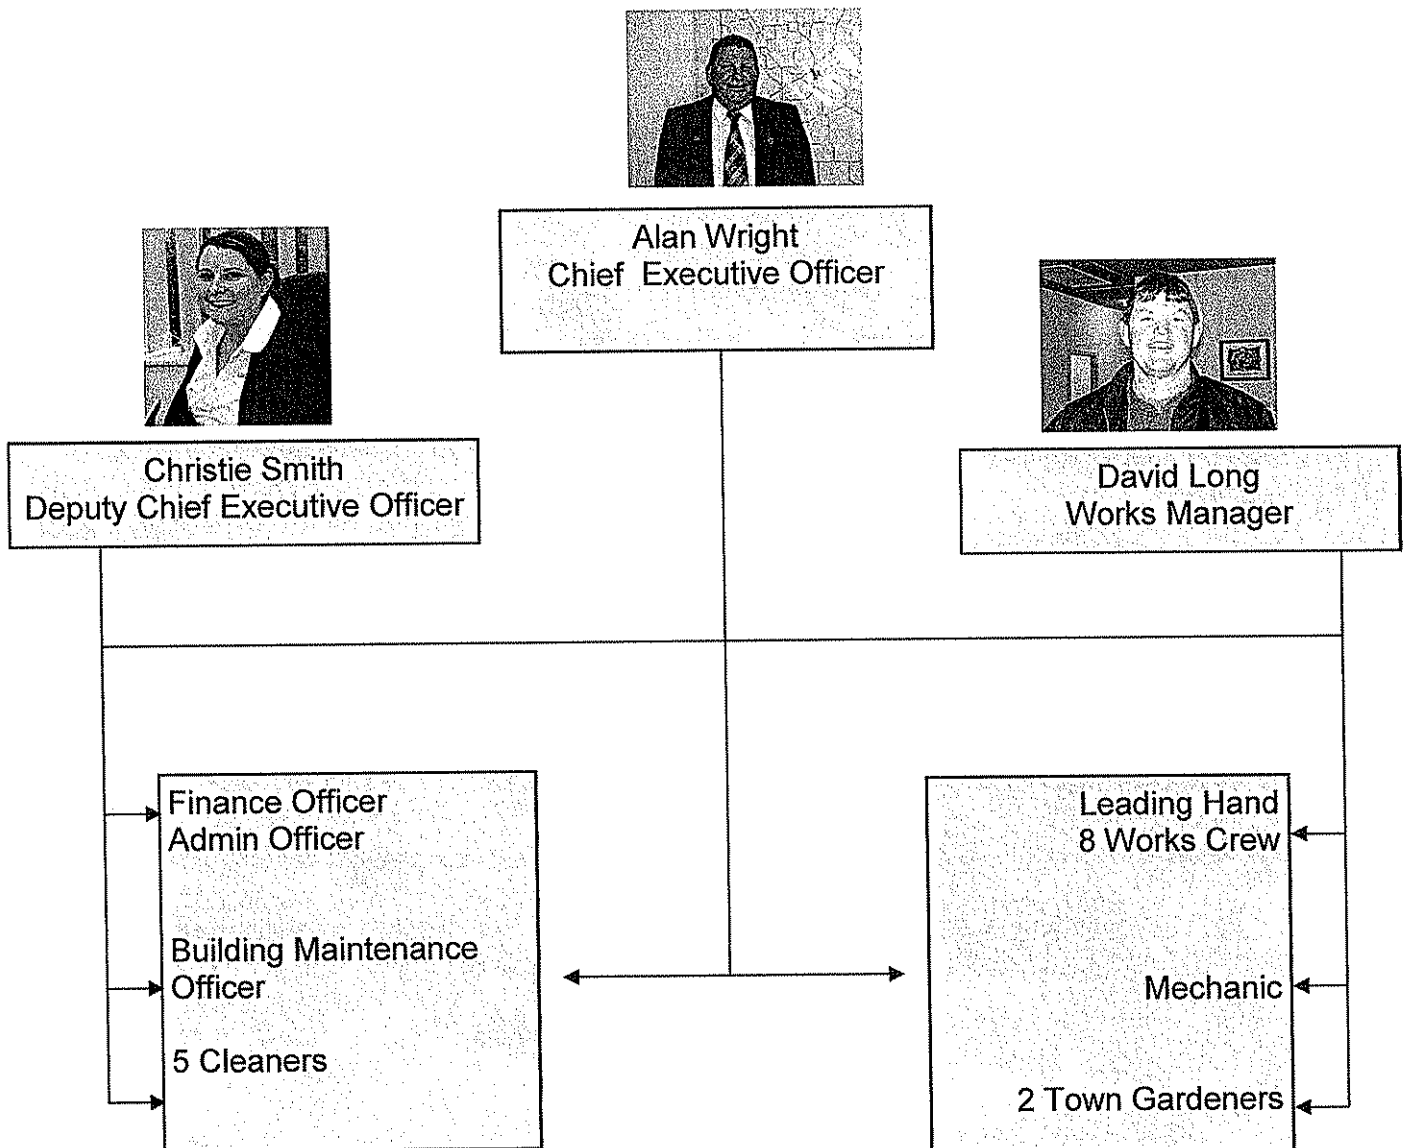 Alan Wright
Chief Executive Officer
Christie Smith
Deputy Chief Executive Officer
David Long
Works Manager
Finance Officer
Admin Officer
Building Maintenance
Officer
5 Cleaners
Leading Hand
8 Works Crew
Mechanic
2 Town Gardeners